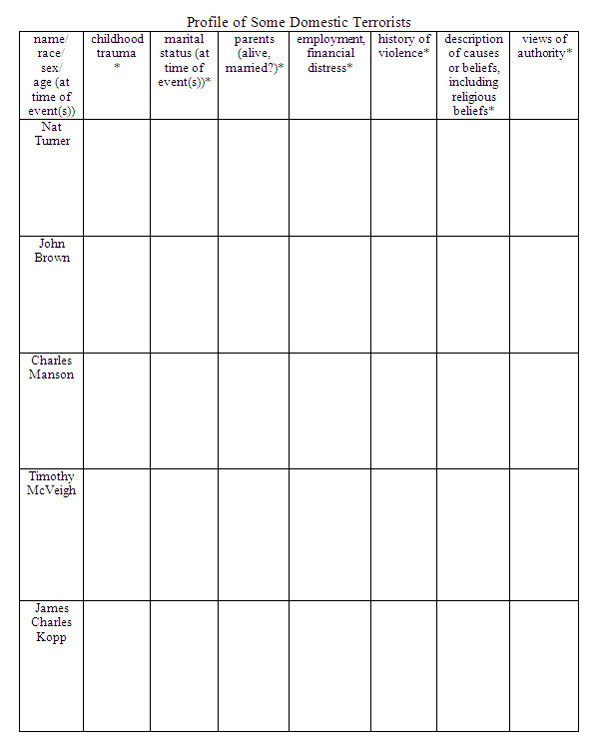 Profile of Some Domestic Terrorists
name/
race/
sex/
age (at
time of
event(s))
childhood
trauma
*
marital
status (at
time of
event(s))*
parents
(alive,
married?)*
employment,
financial
distress*
history of
violence*
description
of causes
or beliefs,
including
religious
beliefs*
views of
authority*
Nat
Turner
John
Brown
Charles
Manson
Timothy
McVeigh
James
Charles
Kopp